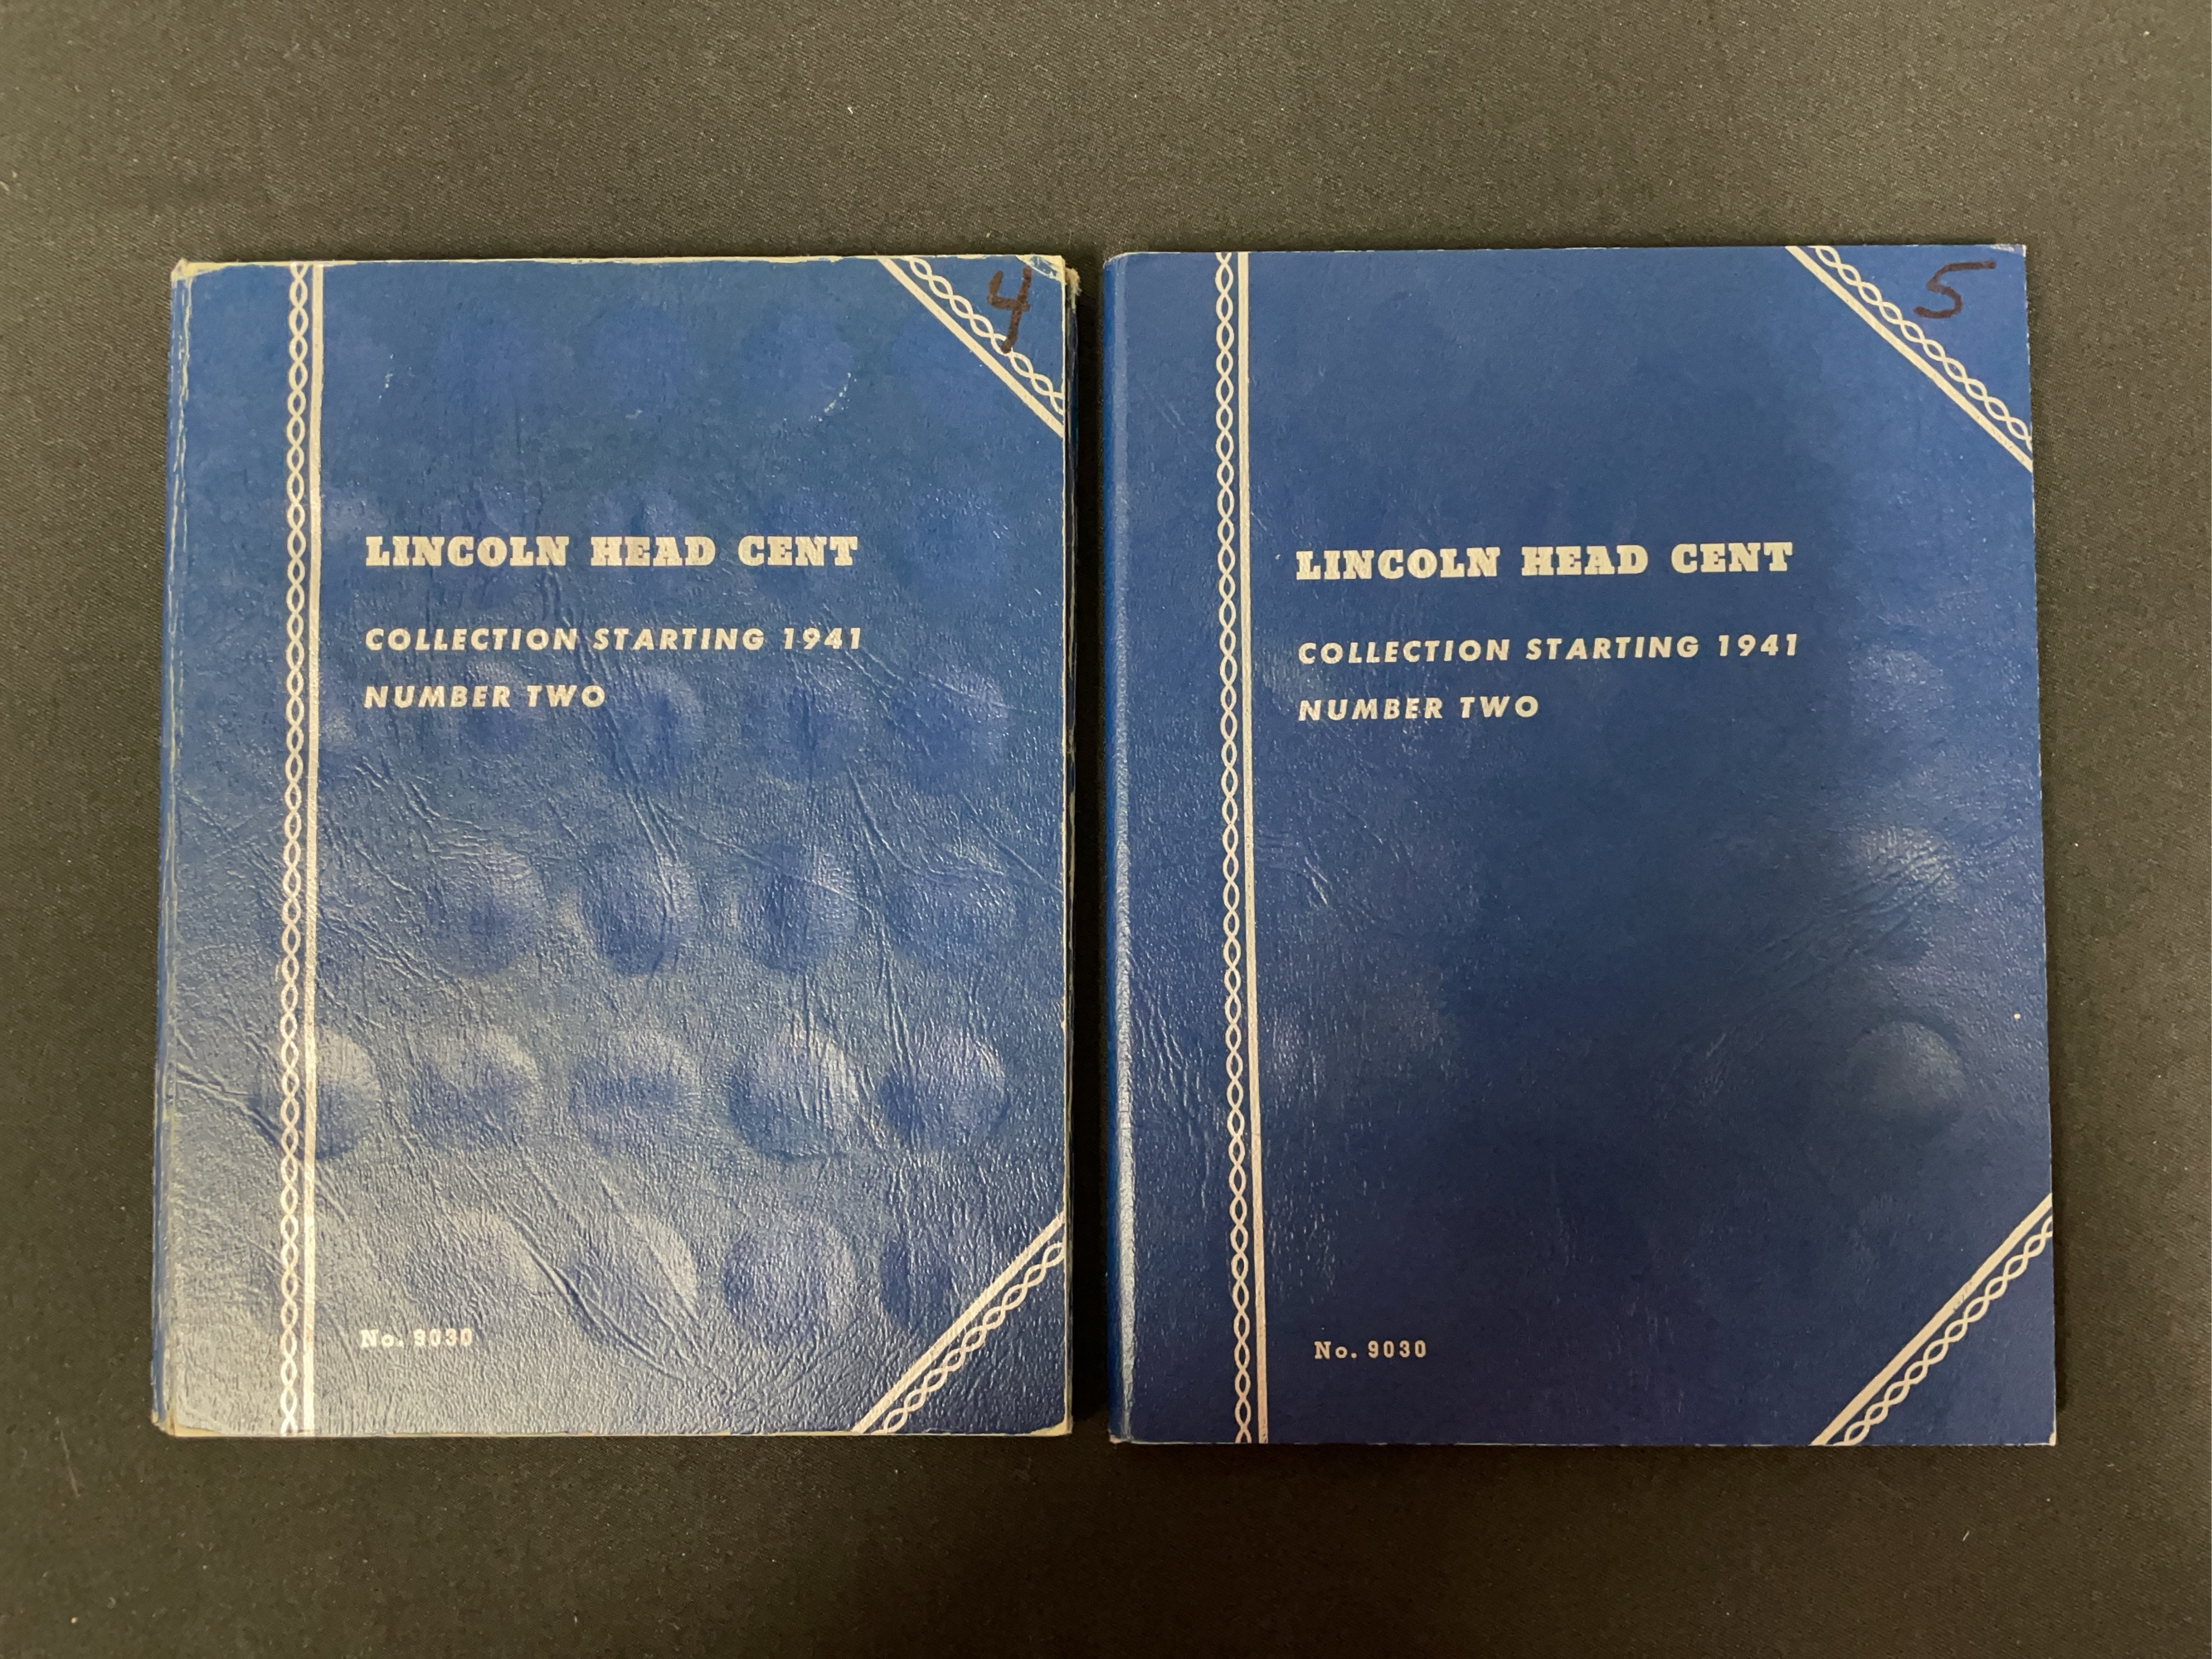 4
LINCOLN HEAD CENT
COLLECTION STARTING 1941
NUMBER TWO
No. 9030
5
LINCOLN HEAD CENT
COLLECTION STARTING 1941
NUMBER TWO
No. 9030